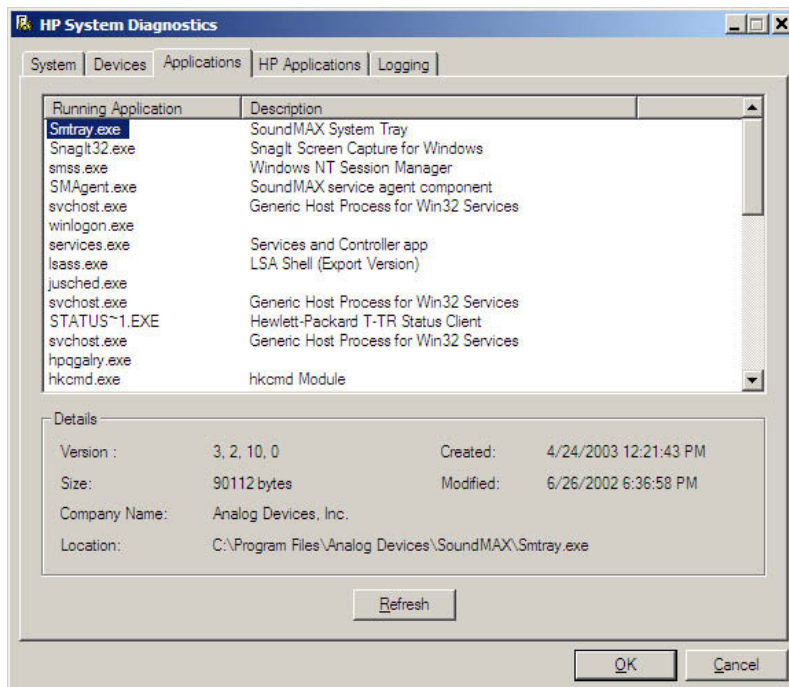 HP System Diagnostics
System Devices Applications HP Applications Logging
Running Application Description
Smtray.exe SoundMAX System Tray
SnagIt32.exe SnagIt Screen Capture for Windows
smss.exe Windows NT Session Manager
SMAgent.exe SoundMAX service agent component
svchost.exe Generic Host Process for Win32 Services
winlogon.exe
services.exe Services and Controller app
lsass.exe LSA Shell (Export Version)
jusched.exe
svchost.exe Generic Host Process for Win32 Services
STATUS~1.EXE Hewlett-Packard T-TR Status Client
svchost.exe Generic Host Process for Win32 Services
hpqgalry.exe
hkcmd.exe hkcmd Module
Details
Version : 3, 2, 10, 0 Created: 4/24/2003 12:21:43 PM
Size: 90112 bytes Modified: 6/26/2002 6:36:58 PM
Company Name: Analog Devices, Inc.
Location: C:\Program Files\Analog Devices\SoundMAX\Smtray.exe
Refresh
OK Cancel